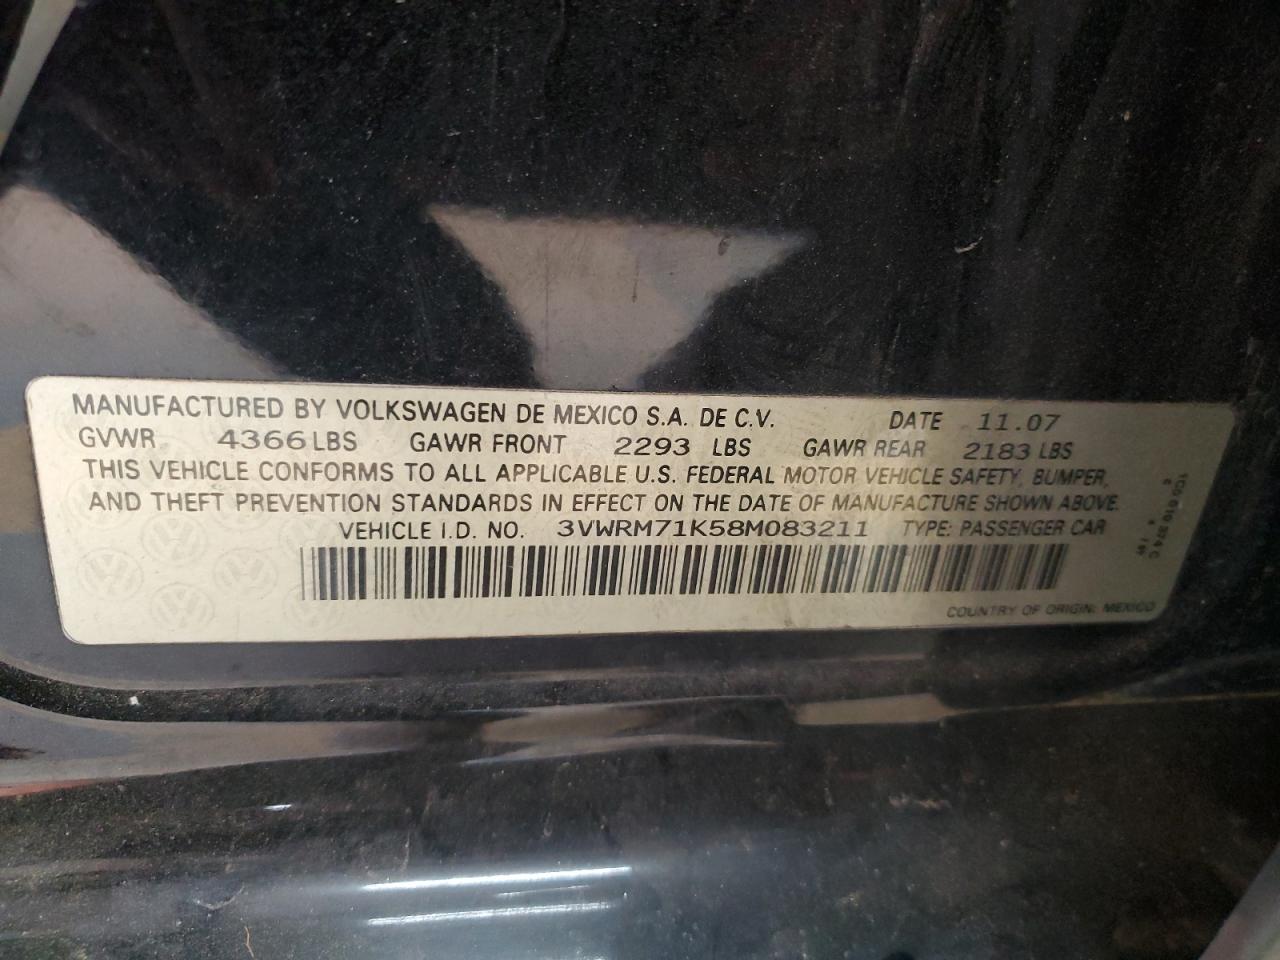 MANUFACTURED BY VOLKSWAGEN DE MEXICO S.A. DE C.V. DATE 11.07
GVWR 4366 LBS GAWR FRONT 2293 LBS GAWR REAR 2183 LBS
THIS VEHICLE CONFORMS TO ALL APPLICABLE U.S. FEDERAL MOTOR VEHICLE SAFETY, BUMPER,
AND THEFT PREVENTION STANDARDS IN EFFECT ON THE DATE OF MANUFACTURE SHOWN ABOVE.
VEHICLE I.D. NO. 3VWRM71K58M083211 TYPE: PASSENGER CAR
COUNTRY OF ORIGIN: MEXICO